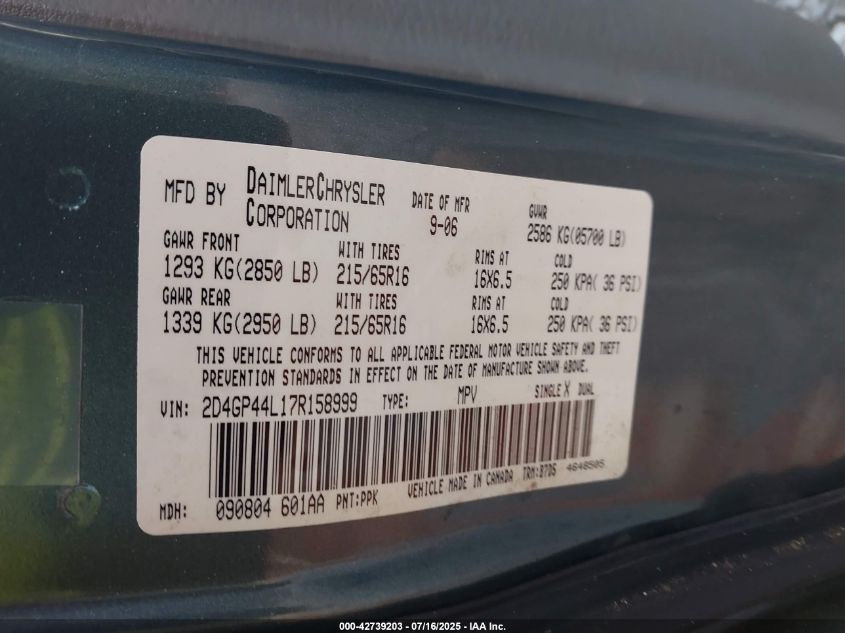 MFD BY DAIMLERCHRYSLER CORPORATION
DATE OF MFR 9-06
GVWR 2586 KG(05700 LB)
GAWR FRONT WITH TIRES RIMS AT COLD
1293 KG(2850 LB) 215/65R16 16X6.5 250 KPA( 36 PSI)
GAWR REAR WITH TIRES RIMS AT COLD
1339 KG(2950 LB) 215/65R16 16X6.5 250 KPA( 36 PSI)
THIS VEHICLE CONFORMS TO ALL APPLICABLE FEDERAL MOTOR VEHICLE SAFETY AND THEFT
PREVENTION STANDARDS IN EFFECT ON THE DATE OF MANUFACTURE SHOWN ABOVE.
VIN: 2D4GP44L17R158999 TYPE: MPV SINGLE X DUAL
MDH: 090804 601AA PNT:PPK VEHICLE MADE IN CANADA TRM:B7D5 4648505
000-42739203 - 07/16/2025 - IAA Inc.